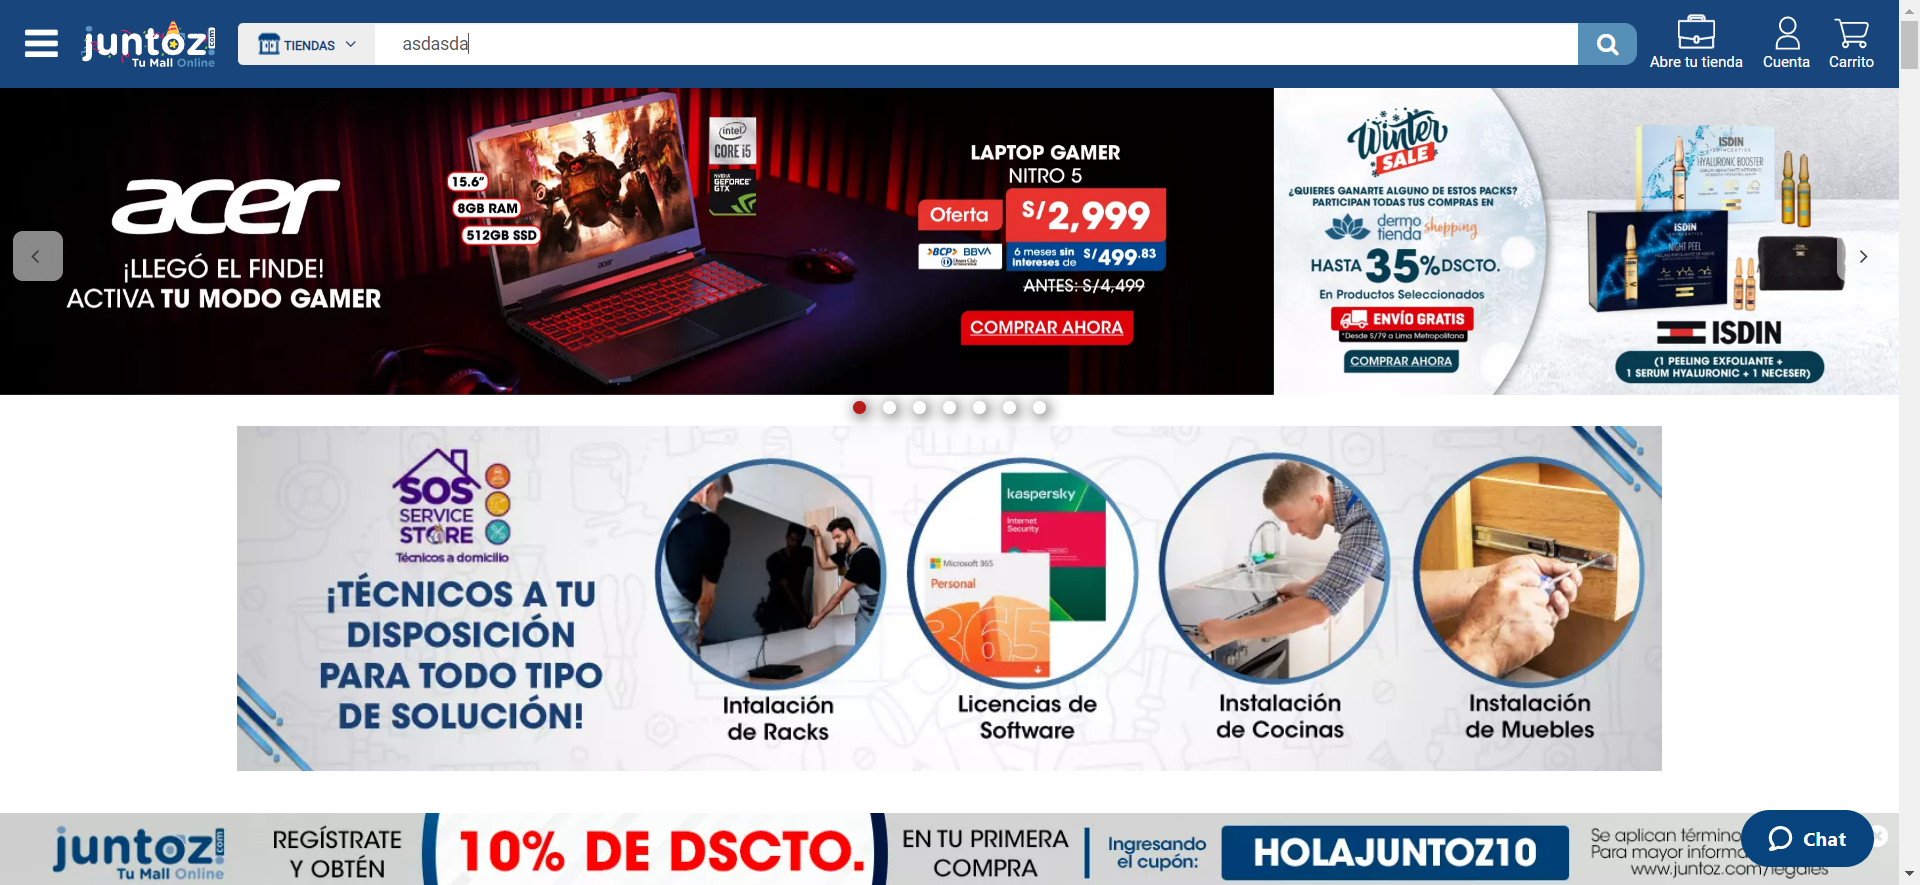 juntoz.com
Tu Mall Online
TIENDAS
asdasda
Abre tu tienda
Cuenta
Carrito
acer
¡LLEGÓ EL FINDE!
ACTIVA TU MODO GAMER
15.6"
8GB RAM
512GB SSD
intel
CORE i5
NVIDIA
GEFORCE
GTX
acer
LAPTOP GAMER
NITRO 5
Oferta
S/2,999
BCP BBVA
Diners Club
6 meses sin
intereses de
S/499.83
ANTES: S/4,499
COMPRAR AHORA
Winter
SALE
¿QUIERES GANARTE ALGUNO DE ESTOS PACKS?
PARTICIPAN TODAS TUS COMPRAS EN
dermo
tienda
shopping
HASTA 35% DSCTO.
En Productos Seleccionados
ENVÍO GRATIS
*Desde S/79 a Lima Metropolitana
COMPRAR AHORA
ISDIN
HYALURONIC BOOSTER
ISDIN
NIGHT PEEL
ISDIN
(1 PEELING EXFOLIANTE +
1 SERUM HYALURONIC + 1 NECESER)
SOS
SERVICE
STORE
Técnicos a domicilio
¡TÉCNICOS A TU
DISPOSICIÓN
PARA TODO TIPO
DE SOLUCIÓN!
Intalación
de Racks
kaspersky
Internet
Security
Microsoft 365
Personal
365
Licencias de
Software
Instalación
de Cocinas
Instalación
de Muebles
juntoz.com
Tu Mall Online
REGÍSTRATE
Y OBTÉN
10% DE DSCTO.
EN TU PRIMERA
COMPRA
Ingresando
el cupón:
HOLAJUNTOZ10
Se aplican término
Para mayor informa
www.juntoz.com/legales
Chat